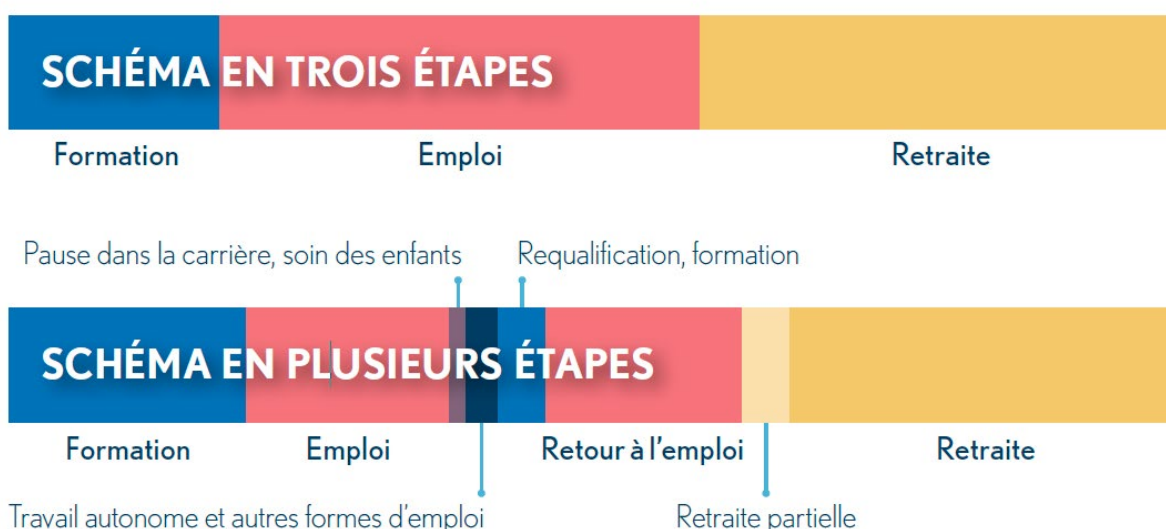 SCHÉMA EN TROIS ÉTAPES
Formation Emploi Retraite
Pause dans la carrière, soin des enfants Requalification, formation
SCHÉMA EN PLUSIEURS ÉTAPES
Formation Emploi Retour à l'emploi Retraite
Travail autonome et autres formes d'emploi Retraite partielle